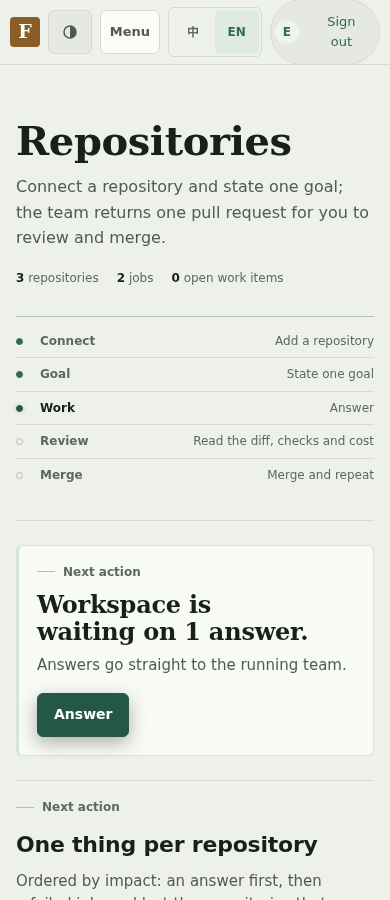 F
Menu
中
EN
E
Sign
out
Repositories
Connect a repository and state one goal;
the team returns one pull request for you to
review and merge.
3 repositories 2 jobs 0 open work items
Connect Add a repository
Goal State one goal
Work Answer
Review Read the diff, checks and cost
Merge Merge and repeat
Next action
Workspace is
waiting on 1 answer.
Answers go straight to the running team.
Answer
Next action
One thing per repository
Ordered by impact: an answer first, then